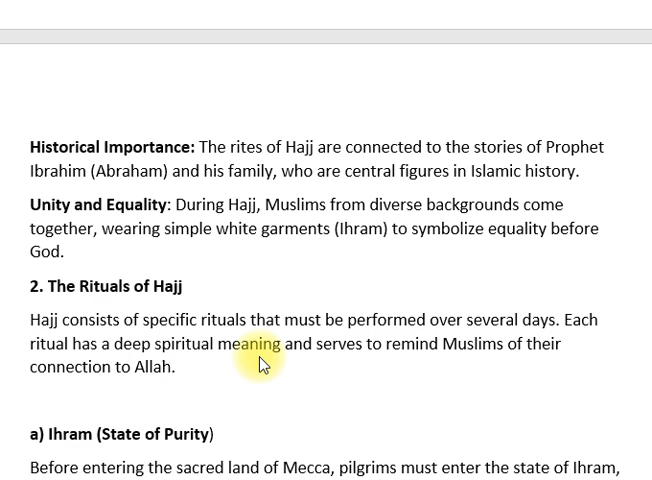 Historical Importance: The rites of Hajj are connected to the stories of Prophet
Ibrahim (Abraham) and his family, who are central figures in Islamic history.
Unity and Equality: During Hajj, Muslims from diverse backgrounds come
together, wearing simple white garments (Ihram) to symbolize equality before
God.
2. The Rituals of Hajj
Hajj consists of specific rituals that must be performed over several days. Each
ritual has a deep spiritual meaning and serves to remind Muslims of their
connection to Allah.
a) Ihram (State of Purity)
Before entering the sacred land of Mecca, pilgrims must enter the state of Ihram,